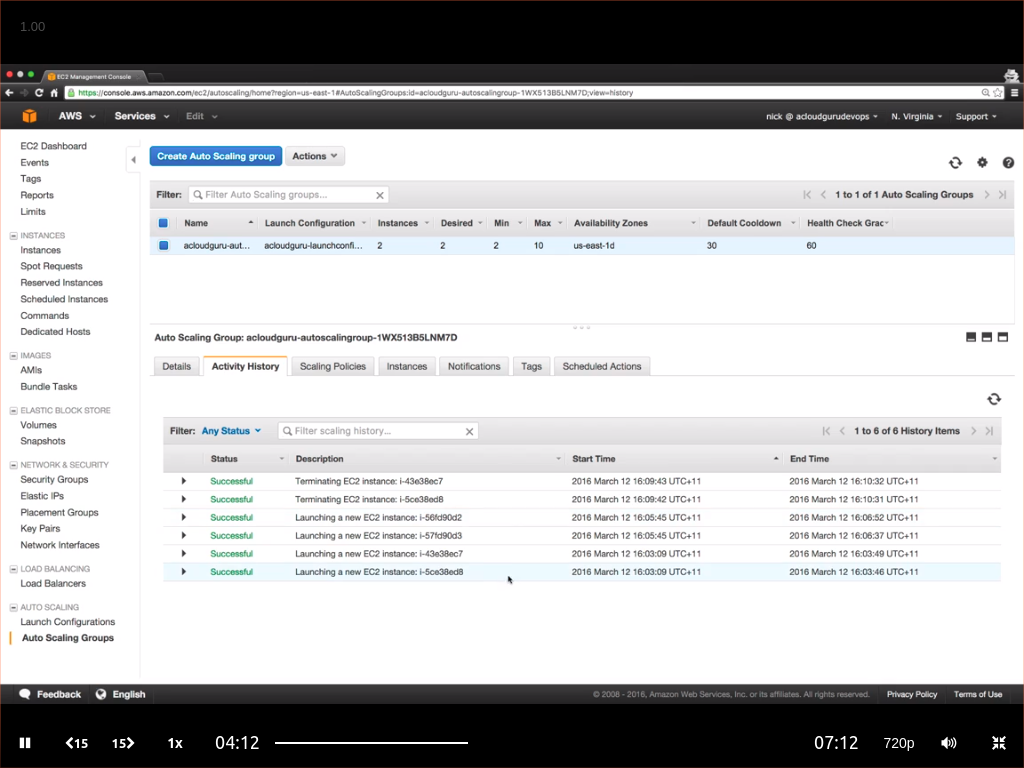 1.00
EC2 Management Console
https://console.aws.amazon.com/ec2/autoscaling/home?region=us-east-1#AutoScalingGroups:id=acloudguru-autoscalingroup-1WX513B5LNM7D;view=history
AWS Services Edit nick @ acloudgurudevops N. Virginia Support
EC2 Dashboard
Events
Tags
Reports
Limits
INSTANCES
Instances
Spot Requests
Reserved Instances
Scheduled Instances
Commands
Dedicated Hosts
IMAGES
AMIs
Bundle Tasks
ELASTIC BLOCK STORE
Volumes
Snapshots
NETWORK & SECURITY
Security Groups
Elastic IPs
Placement Groups
Key Pairs
Network Interfaces
LOAD BALANCING
Load Balancers
AUTO SCALING
Launch Configurations
Auto Scaling Groups
Create Auto Scaling group Actions
Filter: Filter Auto Scaling groups... 1 to 1 of 1 Auto Scaling Groups
Name Launch Configuration Instances Desired Min Max Availability Zones Default Cooldown Health Check Grac
acloudguru-aut... acloudguru-launchconfi... 2 2 2 10 us-east-1d 30 60
Auto Scaling Group: acloudguru-autoscalingroup-1WX513B5LNM7D
Details Activity History Scaling Policies Instances Notifications Tags Scheduled Actions
Filter: Any Status Filter scaling history... 1 to 6 of 6 History Items
Status Description Start Time End Time
Successful Terminating EC2 instance: i-43e38ec7 2016 March 12 16:09:43 UTC+11 2016 March 12 16:10:32 UTC+11
Successful Terminating EC2 instance: i-5ce38ed8 2016 March 12 16:09:42 UTC+11 2016 March 12 16:10:31 UTC+11
Successful Launching a new EC2 instance: i-56fd90d2 2016 March 12 16:05:45 UTC+11 2016 March 12 16:06:52 UTC+11
Successful Launching a new EC2 instance: i-57fd90d3 2016 March 12 16:05:45 UTC+11 2016 March 12 16:06:37 UTC+11
Successful Launching a new EC2 instance: i-43e38ec7 2016 March 12 16:03:09 UTC+11 2016 March 12 16:03:49 UTC+11
Successful Launching a new EC2 instance: i-5ce38ed8 2016 March 12 16:03:09 UTC+11 2016 March 12 16:03:46 UTC+11
Feedback English © 2008 - 2016, Amazon Web Services, Inc. or its affiliates. All rights reserved. Privacy Policy Terms of Use
15 15 1x 04:12 07:12 720p